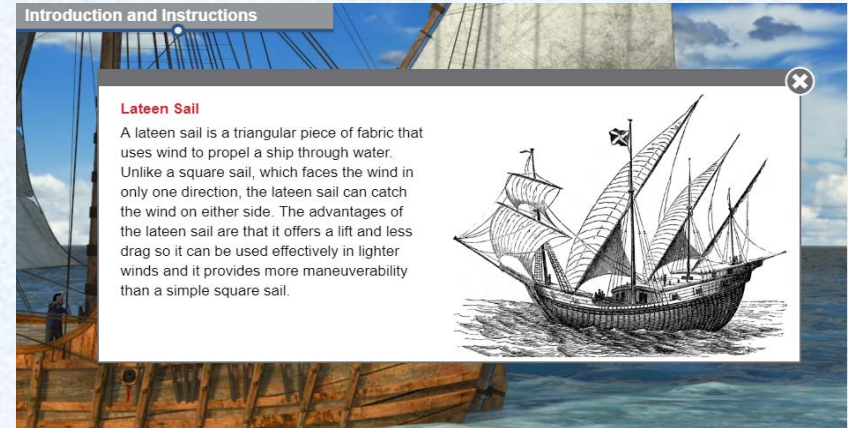 Introduction and Instructions
Lateen Sail
A lateen sail is a triangular piece of fabric that
uses wind to propel a ship through water.
Unlike a square sail, which faces the wind in
only one direction, the lateen sail can catch
the wind on either side. The advantages of
the lateen sail are that it offers a lift and less
drag so it can be used effectively in lighter
winds and it provides more maneuverability
than a simple square sail.